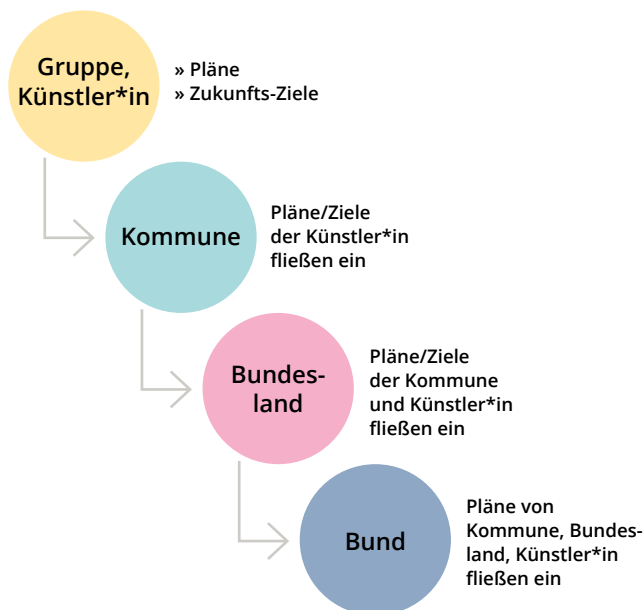 Gruppe,
Künstler*in
» Pläne
» Zukunfts-Ziele
Kommune
Pläne/Ziele
der Künstler*in
fließen ein
Bundes-
land
Pläne/Ziele
der Kommune
und Künstler*in
fließen ein
Bund
Pläne von
Kommune, Bundes-
land, Künstler*in
fließen ein